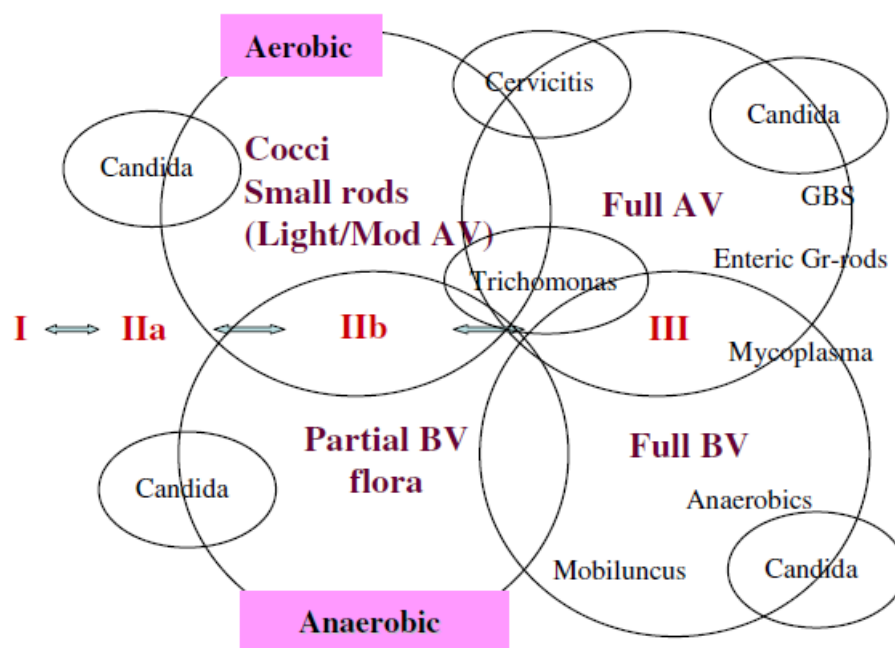 Aerobic
Cervicitis
Candida
Candida
Cocci
Small rods
(Light/Mod AV)
Full AV
GBS
Enteric Gr-rods
Trichomonas
I
IIa
IIb
III
Mycoplasma
Partial BV
flora
Full BV
Candida
Anaerobics
Mobiluncus
Candida
Anaerobic